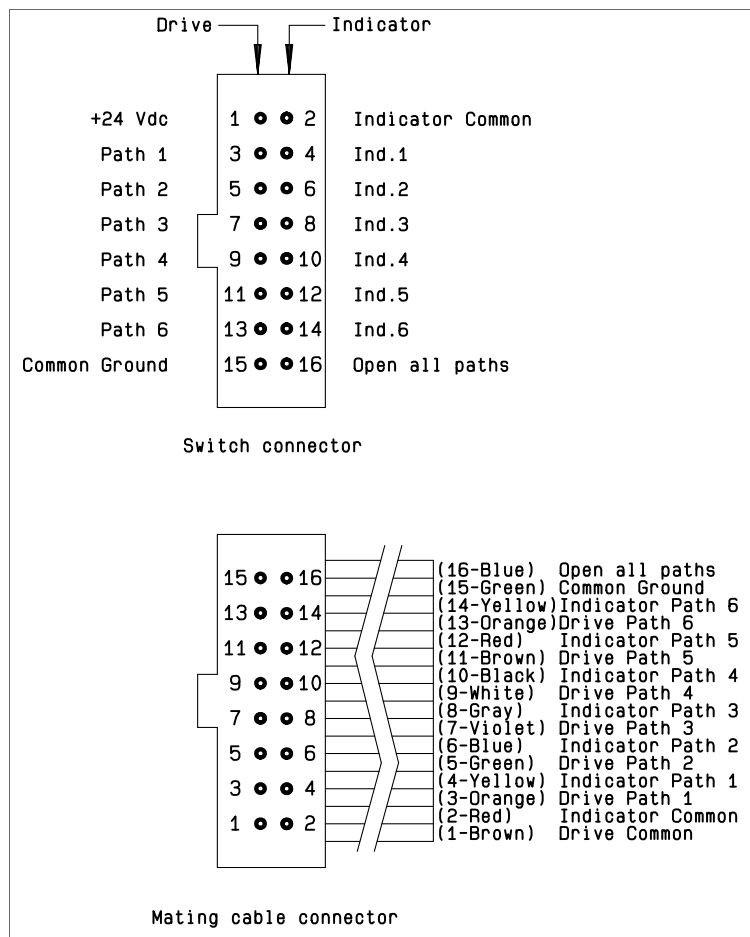 Drive Indicator
+24 Vdc 1 2 Indicator Common
Path 1 3 4 Ind.1
Path 2 5 6 Ind.2
Path 3 7 8 Ind.3
Path 4 9 10 Ind.4
Path 5 11 12 Ind.5
Path 6 13 14 Ind.6
Common Ground 15 16 Open all paths
Switch connector
15 16
13 14
11 12
9 10
7 8
5 6
3 4
1 2
(16-Blue) Open all paths
(15-Green) Common Ground
(14-Yellow)Indicator Path 6
(13-Orange)Drive Path 6
(12-Red) Indicator Path 5
(11-Brown) Drive Path 5
(10-Black) Indicator Path 4
(9-White) Drive Path 4
(8-Gray) Indicator Path 3
(7-Violet) Drive Path 3
(6-Blue) Indicator Path 2
(5-Green) Drive Path 2
(4-Yellow) Indicator Path 1
(3-Orange) Drive Path 1
(2-Red) Indicator Common
(1-Brown) Drive Common
Mating cable connector